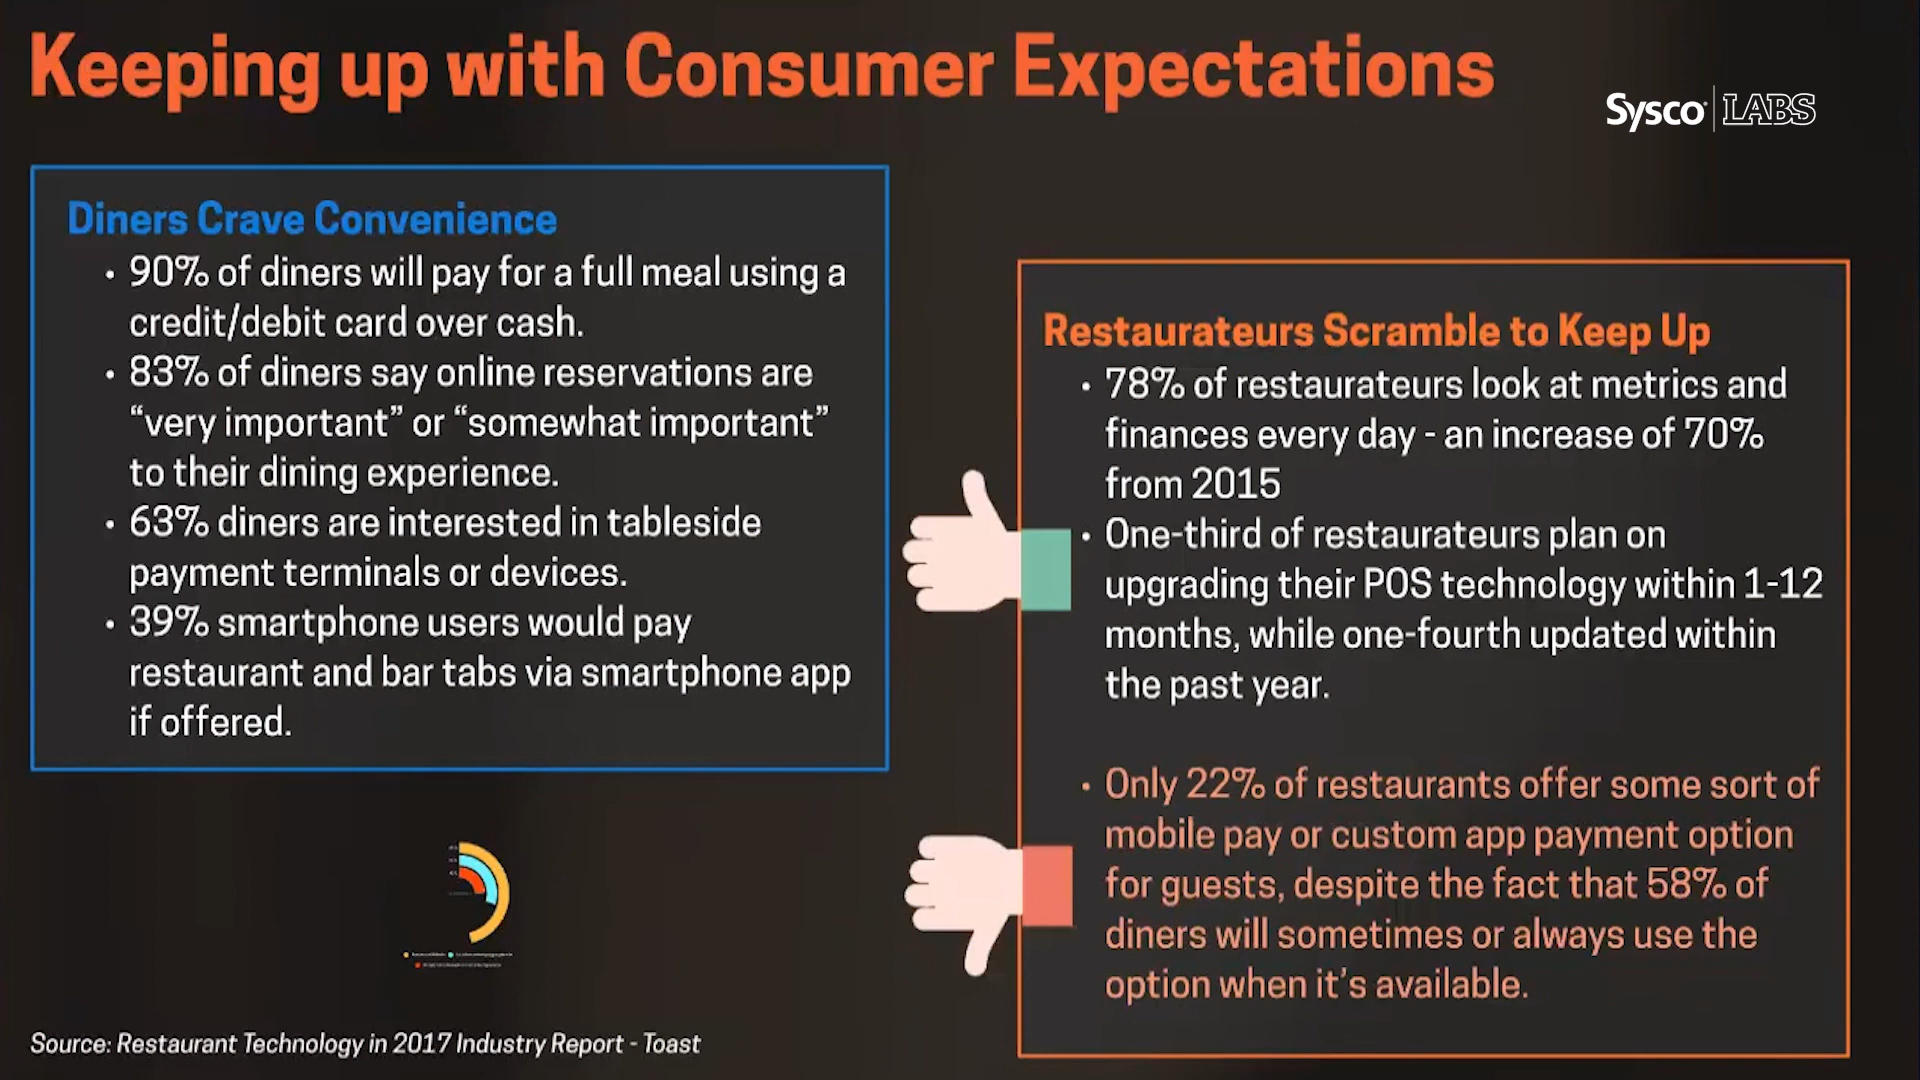 Keeping up with Consumer Expectations
Sysco LABS
Diners Crave Convenience
• 90% of diners will pay for a full meal using a
credit/debit card over cash.
• 83% of diners say online reservations are
“very important” or “somewhat important”
to their dining experience.
• 63% diners are interested in tableside
payment terminals or devices.
• 39% smartphone users would pay
restaurant and bar tabs via smartphone app
if offered.
Restaurateurs Scramble to Keep Up
• 78% of restaurateurs look at metrics and
finances every day - an increase of 70%
from 2015
• One-third of restaurateurs plan on
upgrading their POS technology within 1-12
months, while one-fourth updated within
the past year.
• Only 22% of restaurants offer some sort of
mobile pay or custom app payment option
for guests, despite the fact that 58% of
diners will sometimes or always use the
option when it’s available.
Source: Restaurant Technology in 2017 Industry Report - Toast